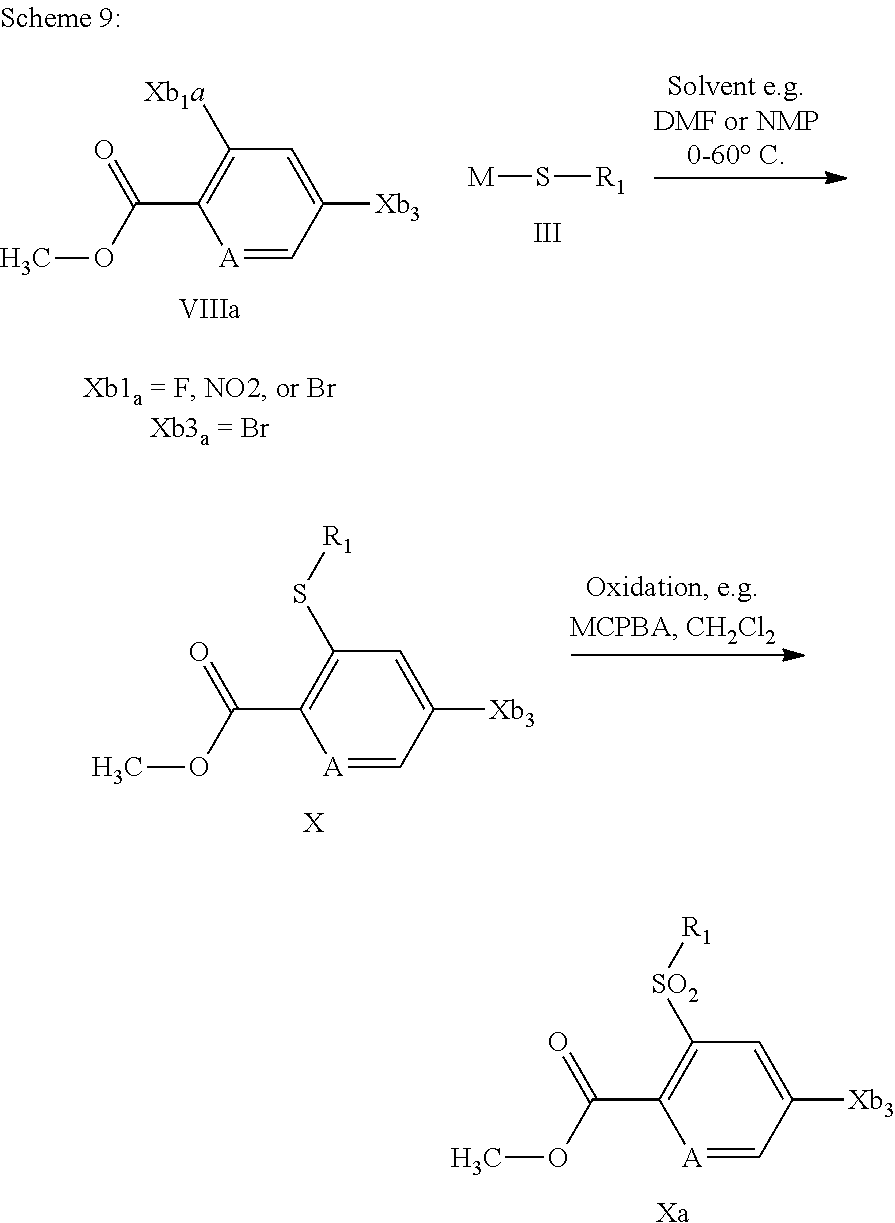 Scheme 9:
Xb₁a
O
Xb₃
H₃C
O
A
VIIIa
M—S—R₁
III
Solvent e.g.
DMF or NMP
0-60° C.
Xb1ₐ = F, NO2, or Br
Xb3ₐ = Br
R₁
S
O
Xb₃
H₃C
O
A
X
Oxidation, e.g.
MCPBA, CH₂Cl₂
R₁
SO₂
O
Xb₃
H₃C
O
A
Xa